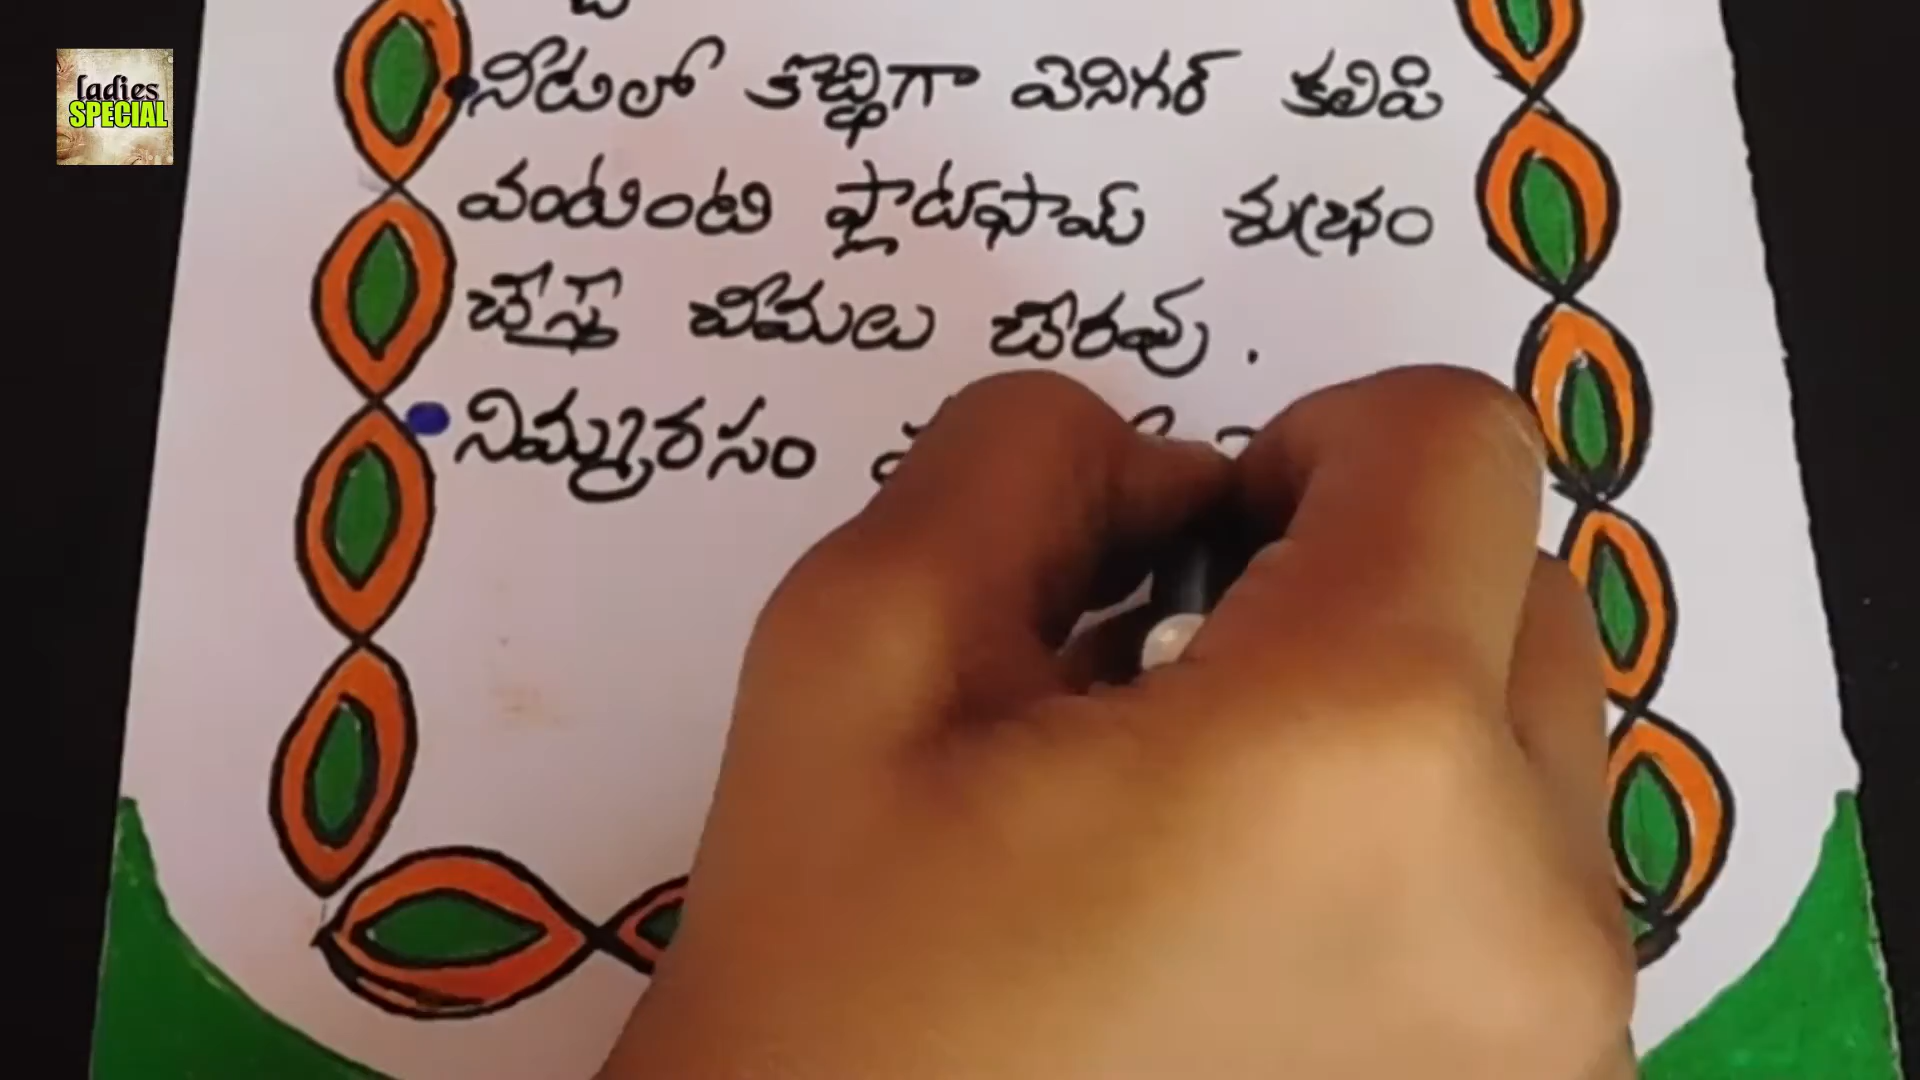 ladies
SPECIAL
నీటిలో కొచ్చిగా వెనిగర్ కలిపి
వంటింటి ప్లాట్‌ఫామ్ శుభ్రం
చేస్తే చీమలు చేరవు.
నిమ్మరసం